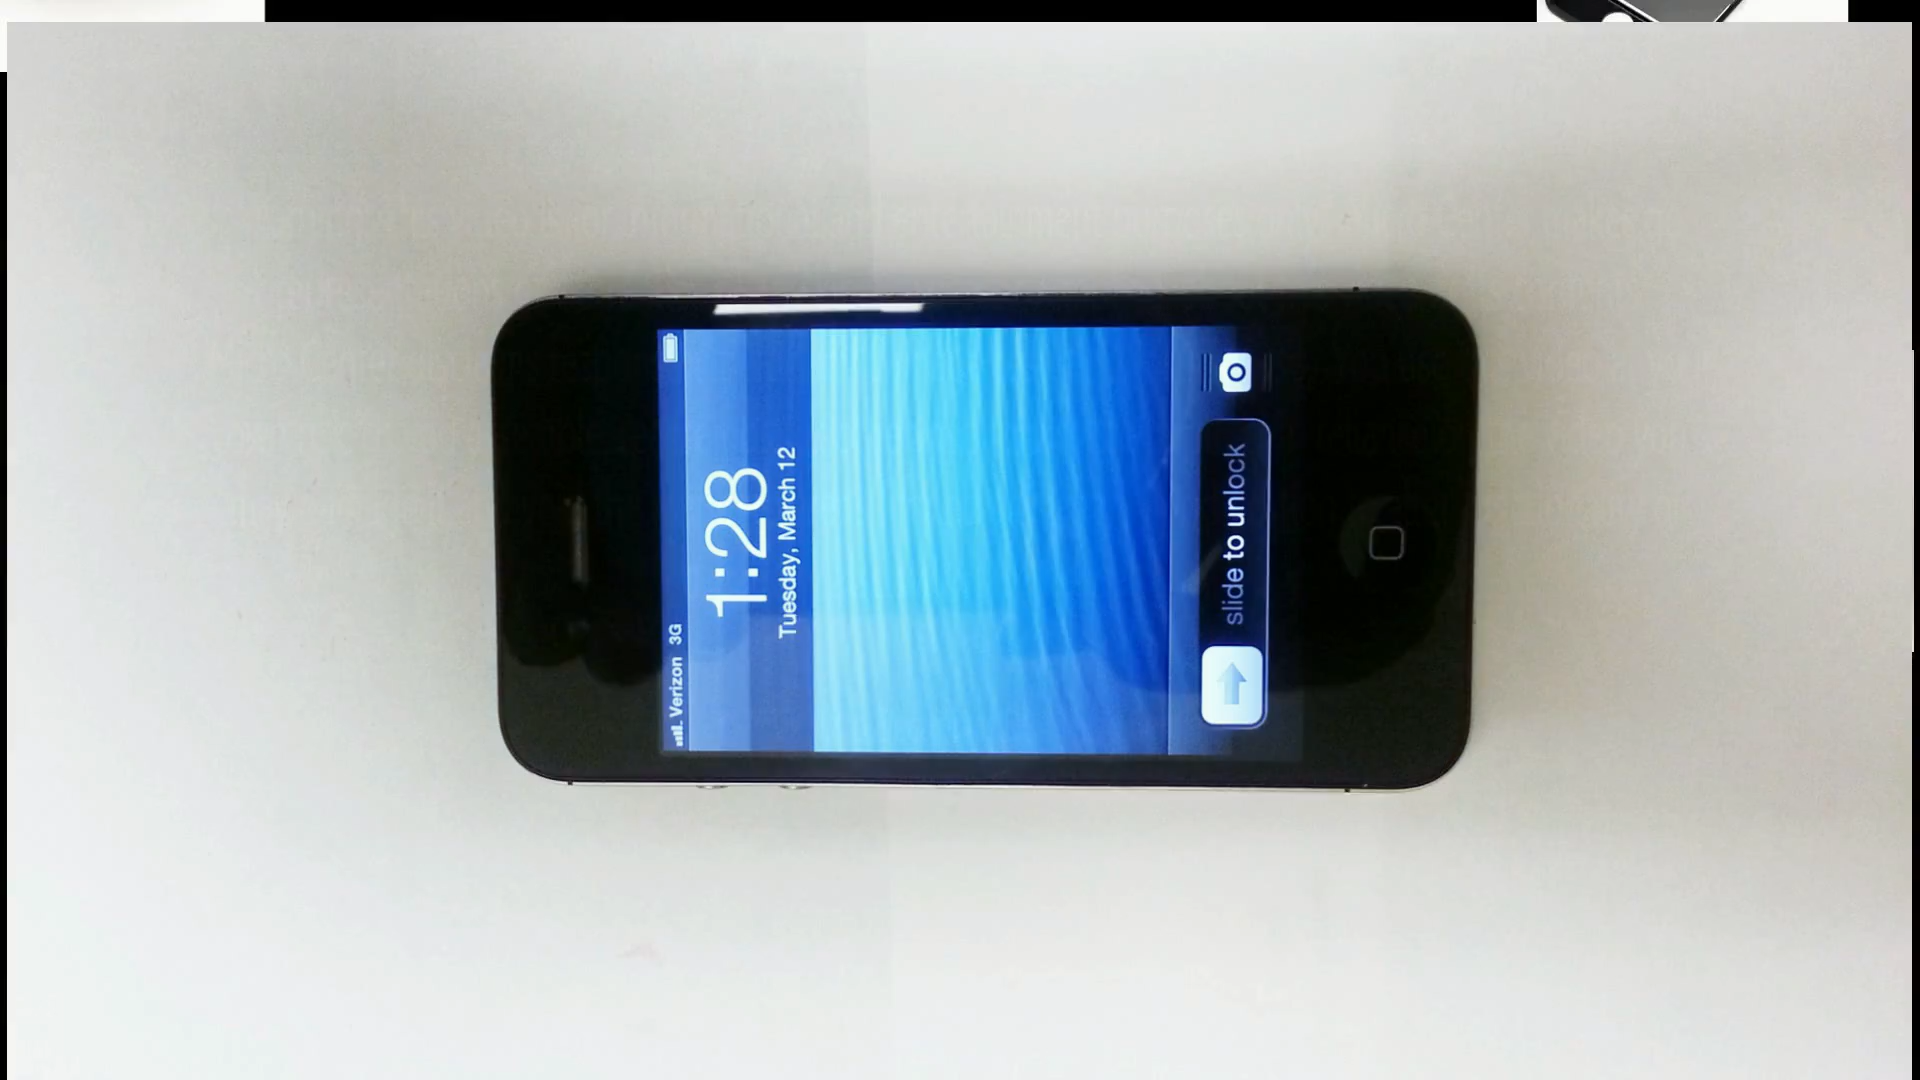 Verizon 3G
1:28
Tuesday, March 12
slide to unlock